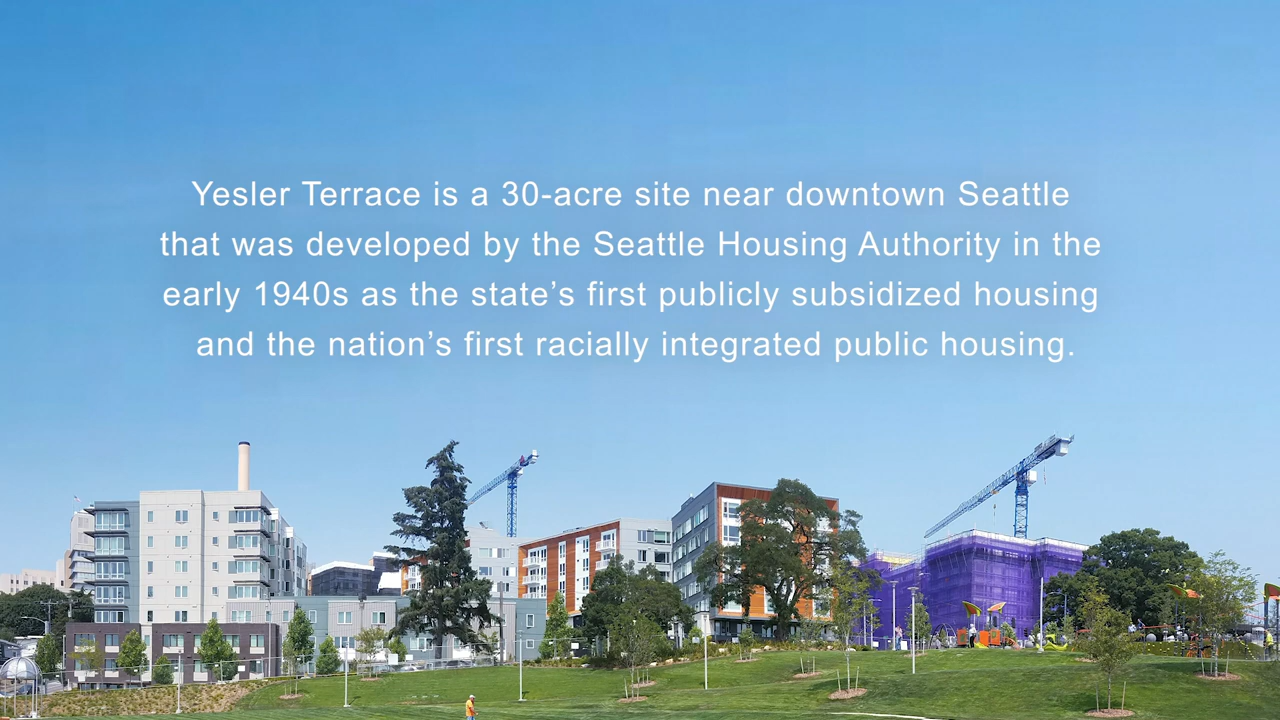 Yesler Terrace is a 30-acre site near downtown Seattle
that was developed by the Seattle Housing Authority in the
early 1940s as the state’s first publicly subsidized housing
and the nation’s first racially integrated public housing.